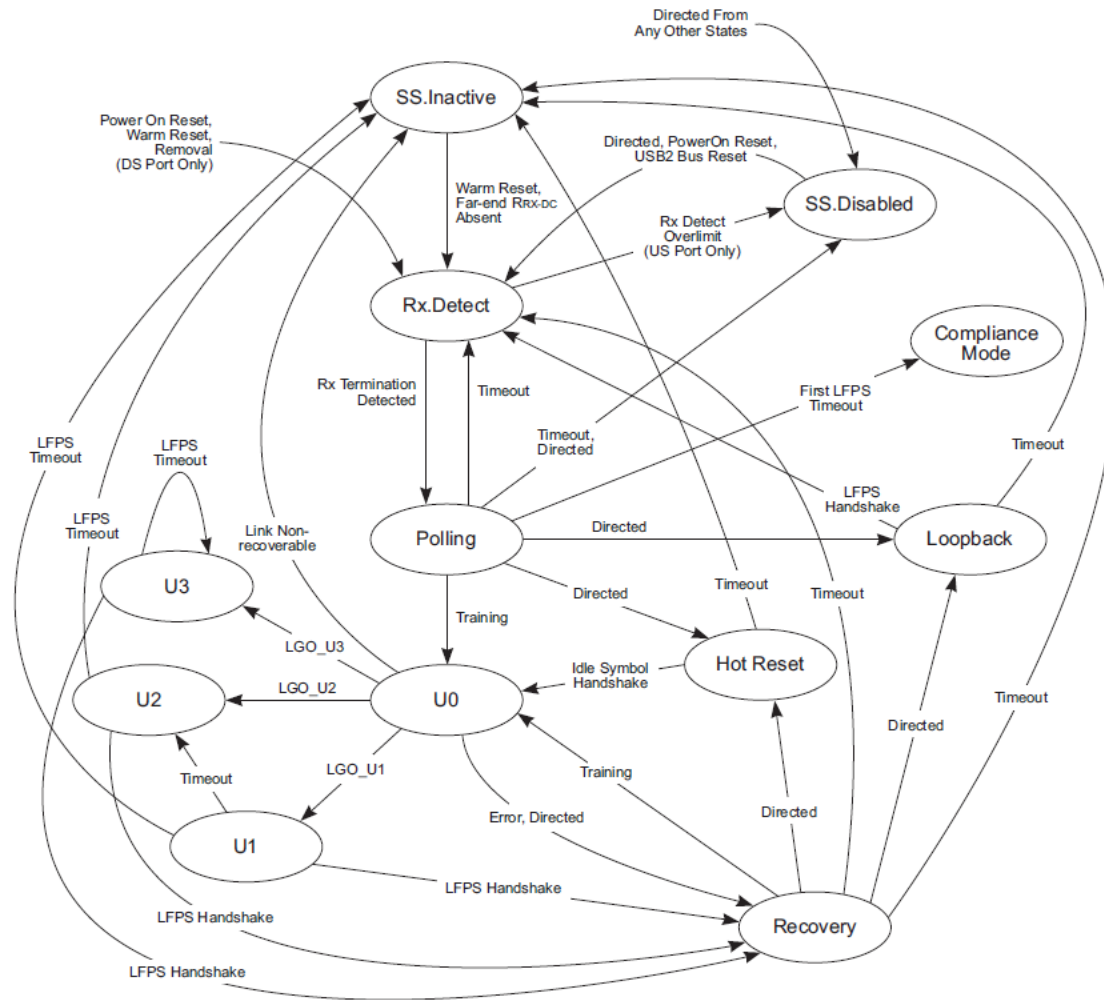 Directed From
Any Other States
SS.Inactive
Power On Reset,
Warm Reset,
Removal
(DS Port Only)
Directed, PowerOn Reset,
USB2 Bus Reset
Warm Reset,
Far-end RRX-DC
Absent
SS.Disabled
Rx Detect
Overlimit
(US Port Only)
Rx.Detect
Compliance
Mode
Rx Termination
Detected
Timeout
First LFPS
Timeout
LFPS
Timeout
LFPS
Timeout
Timeout,
Directed
Timeout
LFPS
Handshake
LFPS
Timeout
Link Non-
recoverable
Polling
Directed
Loopback
U3
Directed
Timeout
Timeout
Training
LGO_U3
Idle Symbol
Handshake
Hot Reset
Timeout
U2
LGO_U2
U0
Directed
Timeout
LGO_U1
Training
Error, Directed
Directed
U1
LFPS Handshake
LFPS Handshake
Recovery
LFPS Handshake